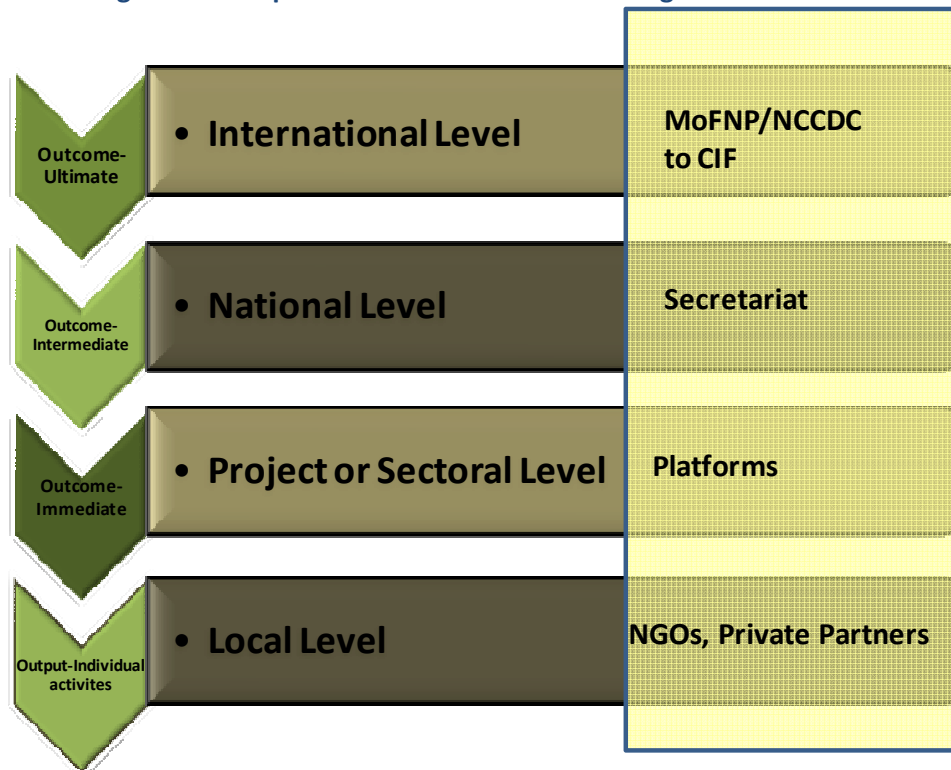 Outcome-
Ultimate
• International Level
MoFNP/NCCDC
to CIF
Outcome-
Intermediate
• National Level
Secretariat
Outcome-
Immediate
• Project or Sectoral Level
Platforms
Output-Individual
activites
• Local Level
NGOs, Private Partners